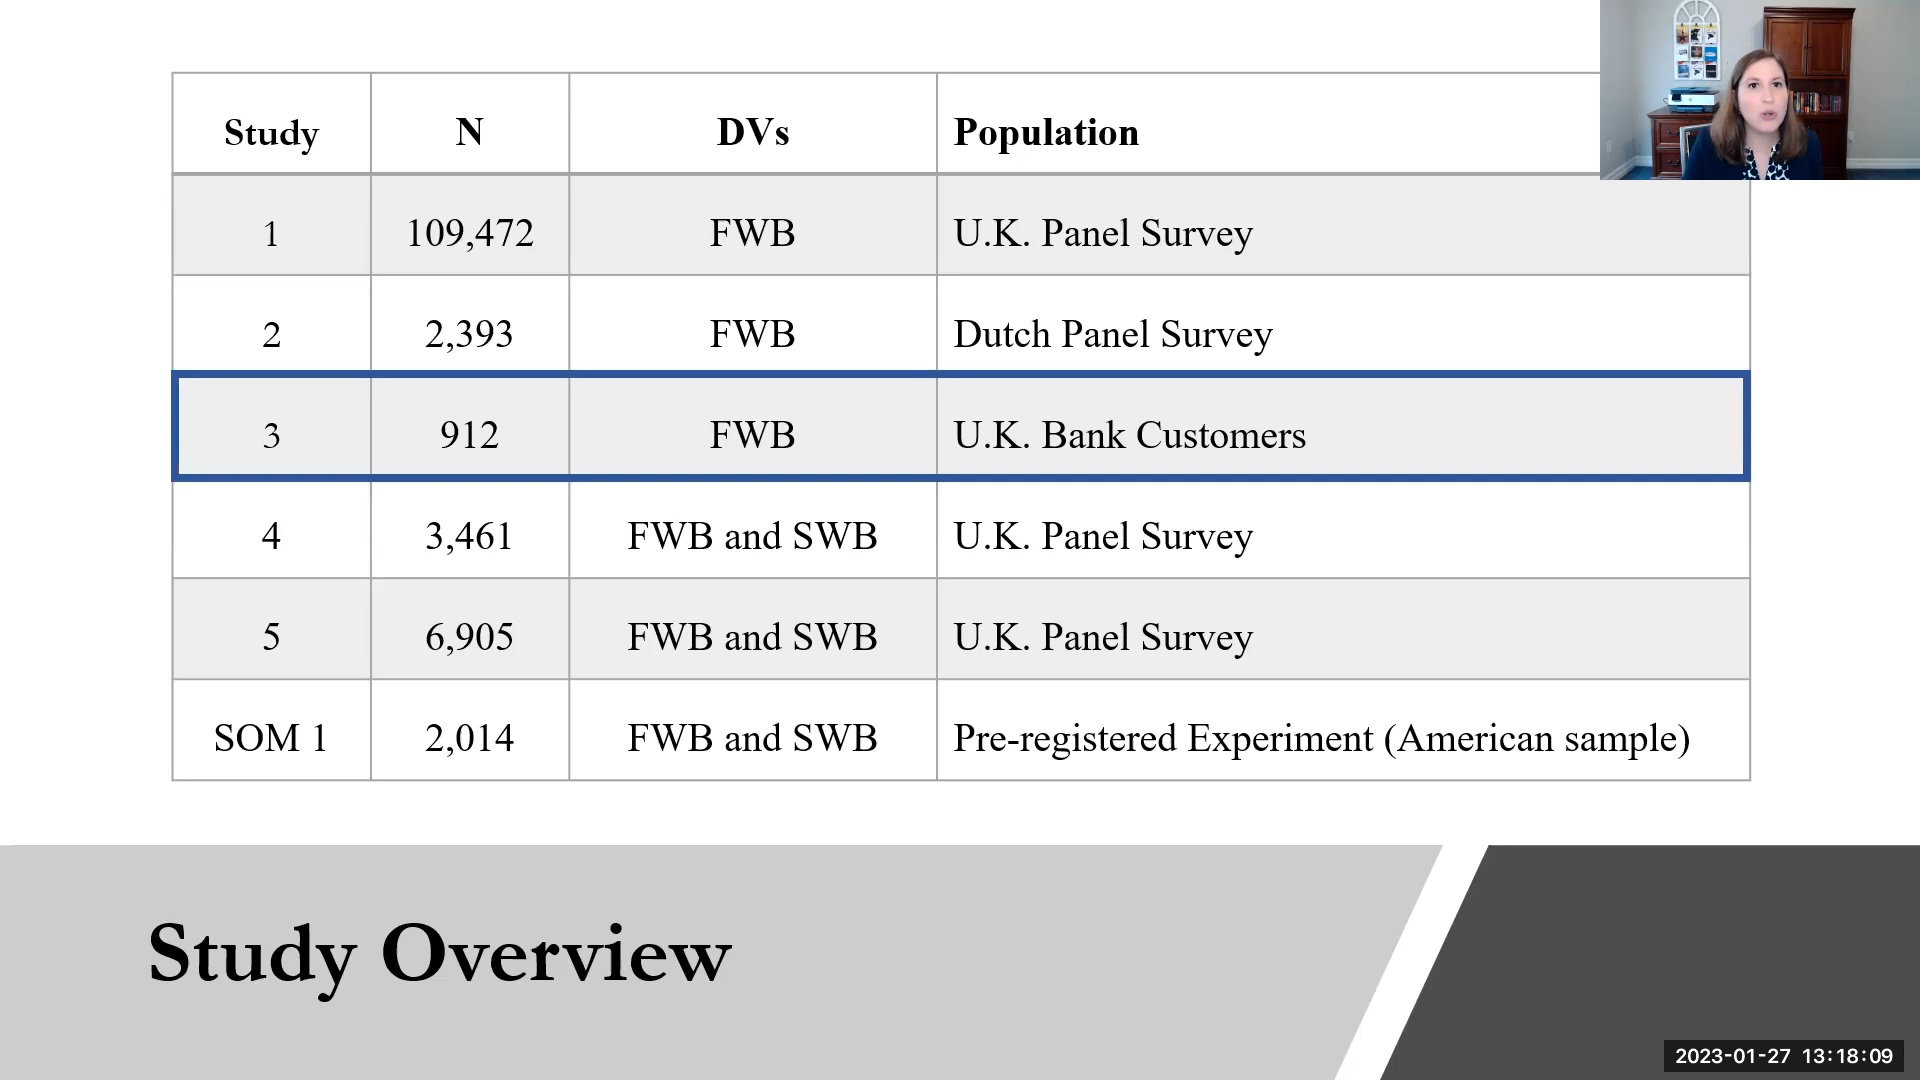 Study N DVs Population
1 109,472 FWB U.K. Panel Survey
2 2,393 FWB Dutch Panel Survey
3 912 FWB U.K. Bank Customers
4 3,461 FWB and SWB U.K. Panel Survey
5 6,905 FWB and SWB U.K. Panel Survey
SOM 1 2,014 FWB and SWB Pre-registered Experiment (American sample)
Study Overview
2023-01-27 13:18:09